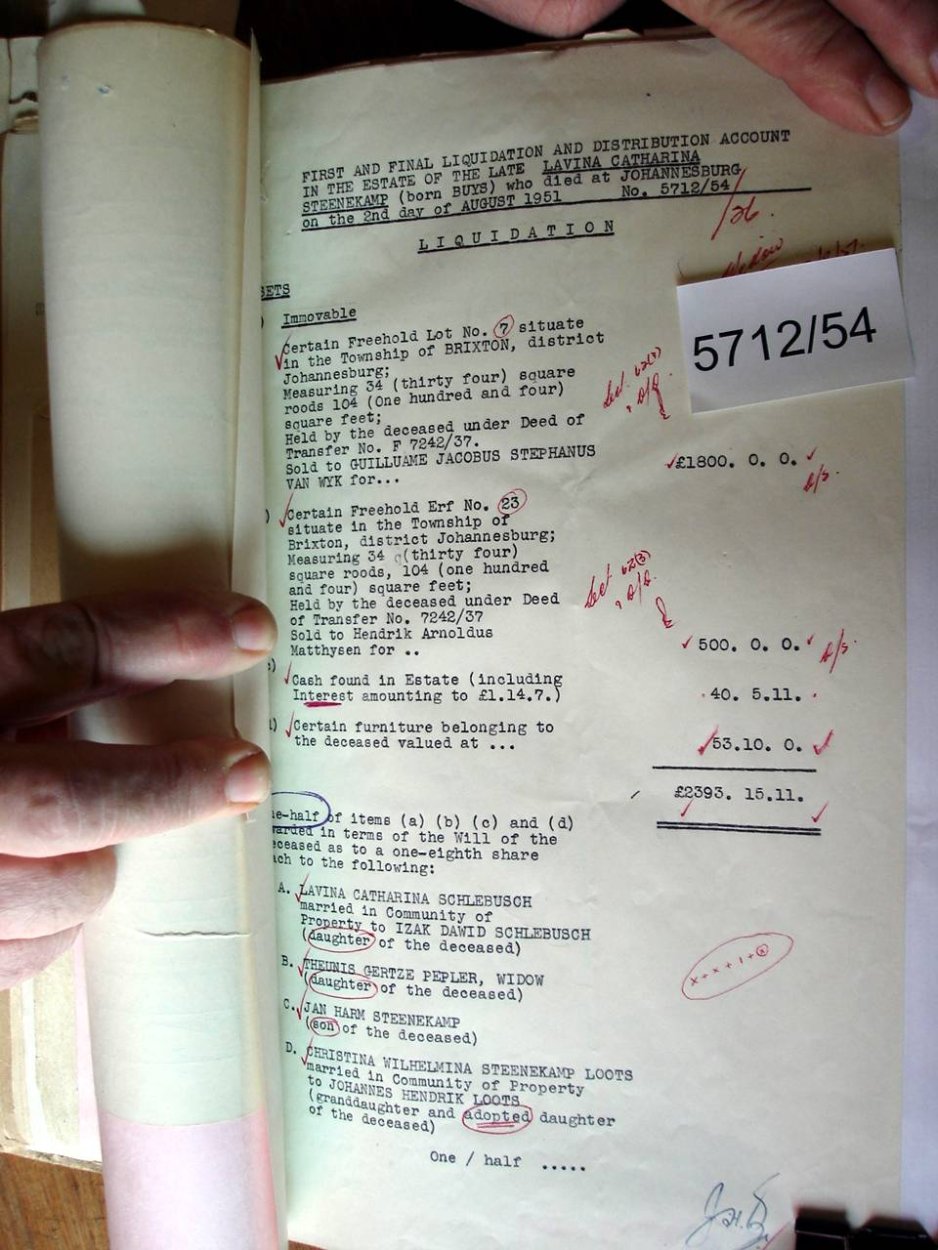 FIRST AND FINAL LIQUIDATION AND DISTRIBUTION ACCOUNT
IN THE ESTATE OF THE LATE LAVINA CATHARINA
STEENEKAMP (born BUYS) who died at JOHANNESBURG
on the 2nd day of AUGUST 1951 No. 5712/54
/26.
LIQUIDATION
SETS
Immovable
5712/54
Certain Freehold Lot No. 7 situate
in the Township of BRIXTON, district
Johannesburg;
Measuring 34 (thirty four) square
roods 104 (One hundred and four)
square feet;
Held by the deceased under Deed of
Transfer No. F 7242/37.
Sold to GUILLUAME JACOBUS STEPHANUS
VAN WYK for... £1800. 0. 0.
) Certain Freehold Erf No. 23
situate in the Township of
Brixton, district Johannesburg;
Measuring 34 (thirty four)
square roods, 104 (one hundred
and four) square feet;
Held by the deceased under Deed
of Transfer No. 7242/37
Sold to Hendrik Arnoldus
Matthysen for .. 500. 0. 0.
) Cash found in Estate (including
Interest amounting to £1.14.7.) 40. 5.11.
) Certain furniture belonging to
the deceased valued at ... 53.10. 0.
£2393. 15.11.
e-half of items (a) (b) (c) and (d)
arded in terms of the Will of the
eceased as to a one-eighth share
ach to the following:
A. LAVINA CATHARINA SCHLEBUSCH
married in Community of
Property to IZAK DAWID SCHLEBUSCH
(daughter of the deceased)
x+x+1+x
B. THEUNIS GERTZE PEPLER, WIDOW
(daughter of the deceased)
C. JAN HARM STEENEKAMP
(son of the deceased)
D. CHRISTINA WILHELMINA STEENEKAMP LOOTS
married in Community of Property
to JOHANNES HENDRIK LOOTS
(granddaughter and adopted daughter
of the deceased)
One / half .....